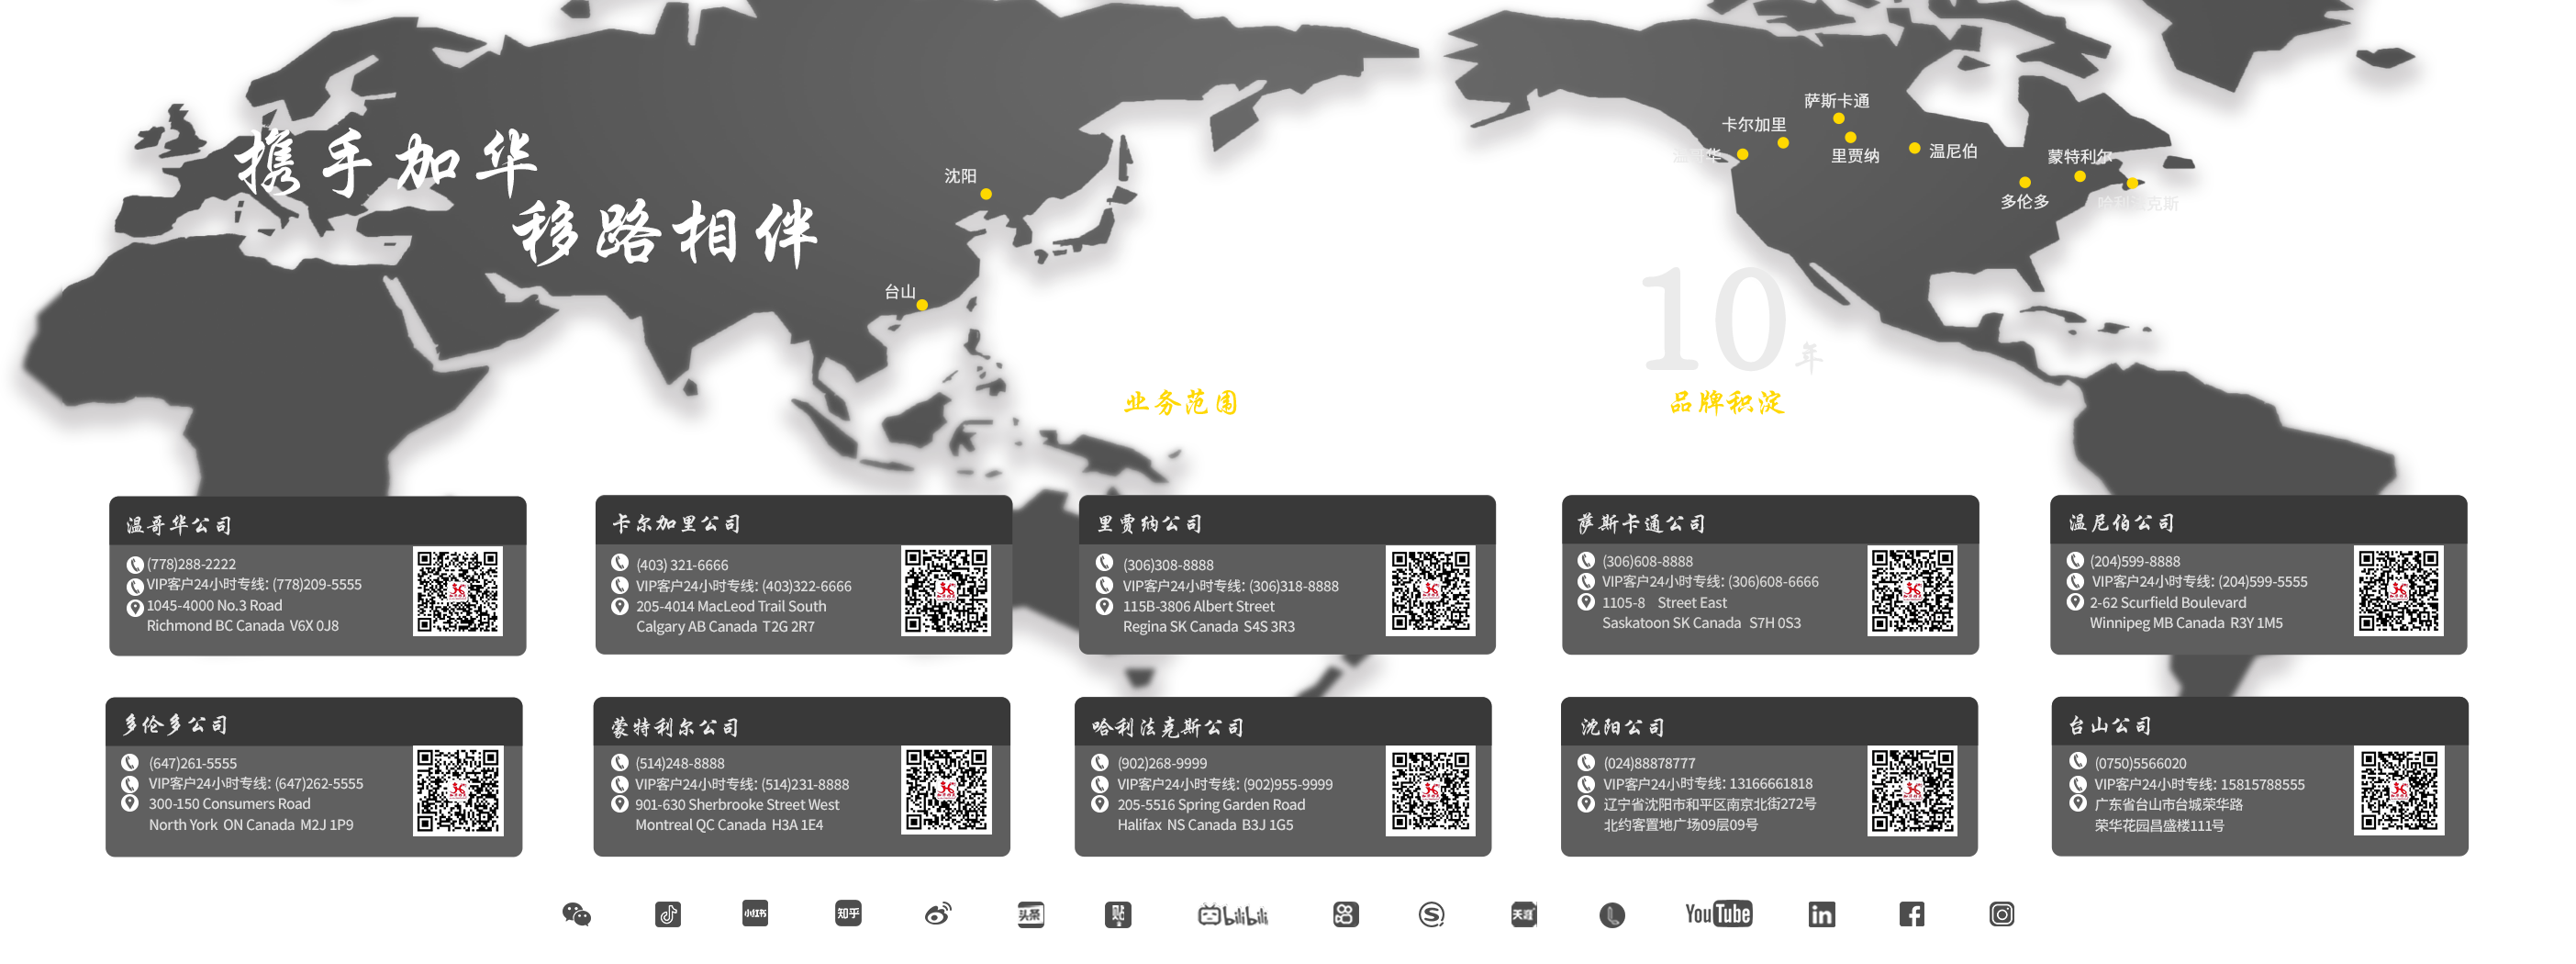 携手加华
移路相伴
沈阳
台山
萨斯卡通
卡尔加里
里贾纳
温尼伯
蒙特利尔
多伦多
10年
业务范围
品牌积淀
温哥华公司
(778)288-2222
VIP客户24小时专线: (778)209-5555
1045-4000 No.3 Road
Richmond BC Canada V6X 0J8
卡尔加里公司
(403) 321-6666
VIP客户24小时专线: (403)322-6666
205-4014 MacLeod Trail South
Calgary AB Canada T2G 2R7
里贾纳公司
(306)308-8888
VIP客户24小时专线: (306)318-8888
115B-3806 Albert Street
Regina SK Canada S4S 3R3
萨斯卡通公司
(306)608-8888
VIP客户24小时专线: (306)608-6666
1105-8 Street East
Saskatoon SK Canada S7H 0S3
温尼伯公司
(204)599-8888
VIP客户24小时专线: (204)599-5555
2-62 Scurfield Boulevard
Winnipeg MB Canada R3Y 1M5
多伦多公司
(647)261-5555
VIP客户24小时专线: (647)262-5555
300-150 Consumers Road
North York ON Canada M2J 1P9
蒙特利尔公司
(514)248-8888
VIP客户24小时专线: (514)231-8888
901-630 Sherbrooke Street West
Montreal QC Canada H3A 1E4
哈利法克斯公司
(902)268-9999
VIP客户24小时专线: (902)955-9999
205-5516 Spring Garden Road
Halifax NS Canada B3J 1G5
沈阳公司
(024)88878777
VIP客户24小时专线: 13166661818
辽宁省沈阳市和平区南京北街272号
北约客置地广场09层09号
台山公司
(0750)5566020
VIP客户24小时专线: 15815788555
广东省台山市台城荣华路
荣华花园昌盛楼111号
小红书
知乎
头条
贴
bilibili
天涯
YouTube
in